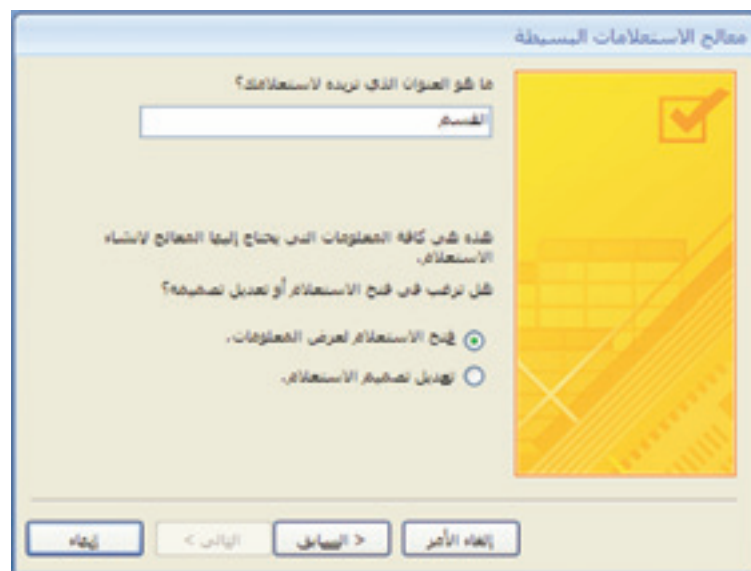 معالج الاستعلامات البسيطة
ما هو العنوان الذي تريده لاستعلامك؟
القسم
هذه هي كافة المعلومات التي يحتاج إليها المعالج لإنشاء
الاستعلام.
هل ترغب في فتح الاستعلام أو تعديل تصميمه؟
فتح الاستعلام لعرض المعلومات.
تعديل تصميم الاستعلام.
إلغاء الأمر
< السابق
التالي >
إنهاء